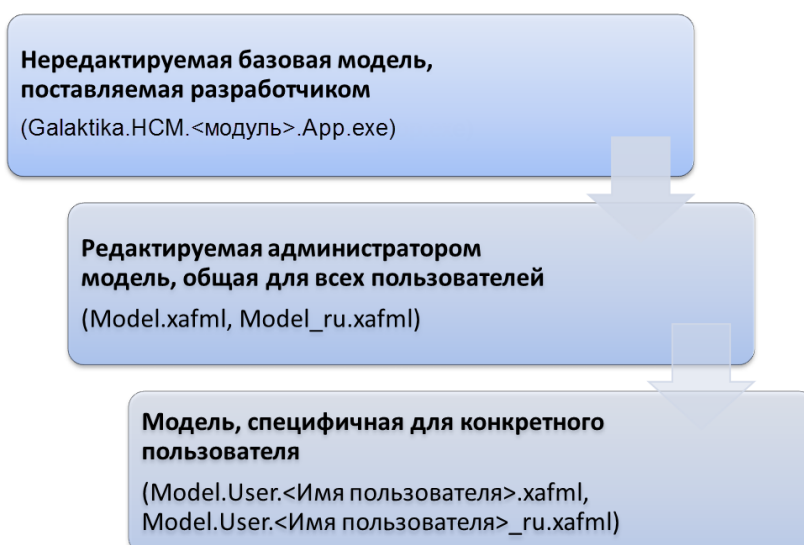 Нередактируемая базовая модель,
поставляемая разработчиком
(Galaktika.HCM.<модуль>.App.exe)
Редактируемая администратором
модель, общая для всех пользователей
(Model.xafml, Model_ru.xafml)
Модель, специфичная для конкретного
пользователя
(Model.User.<Имя пользователя>.xafml,
Model.User.<Имя пользователя>_ru.xafml)